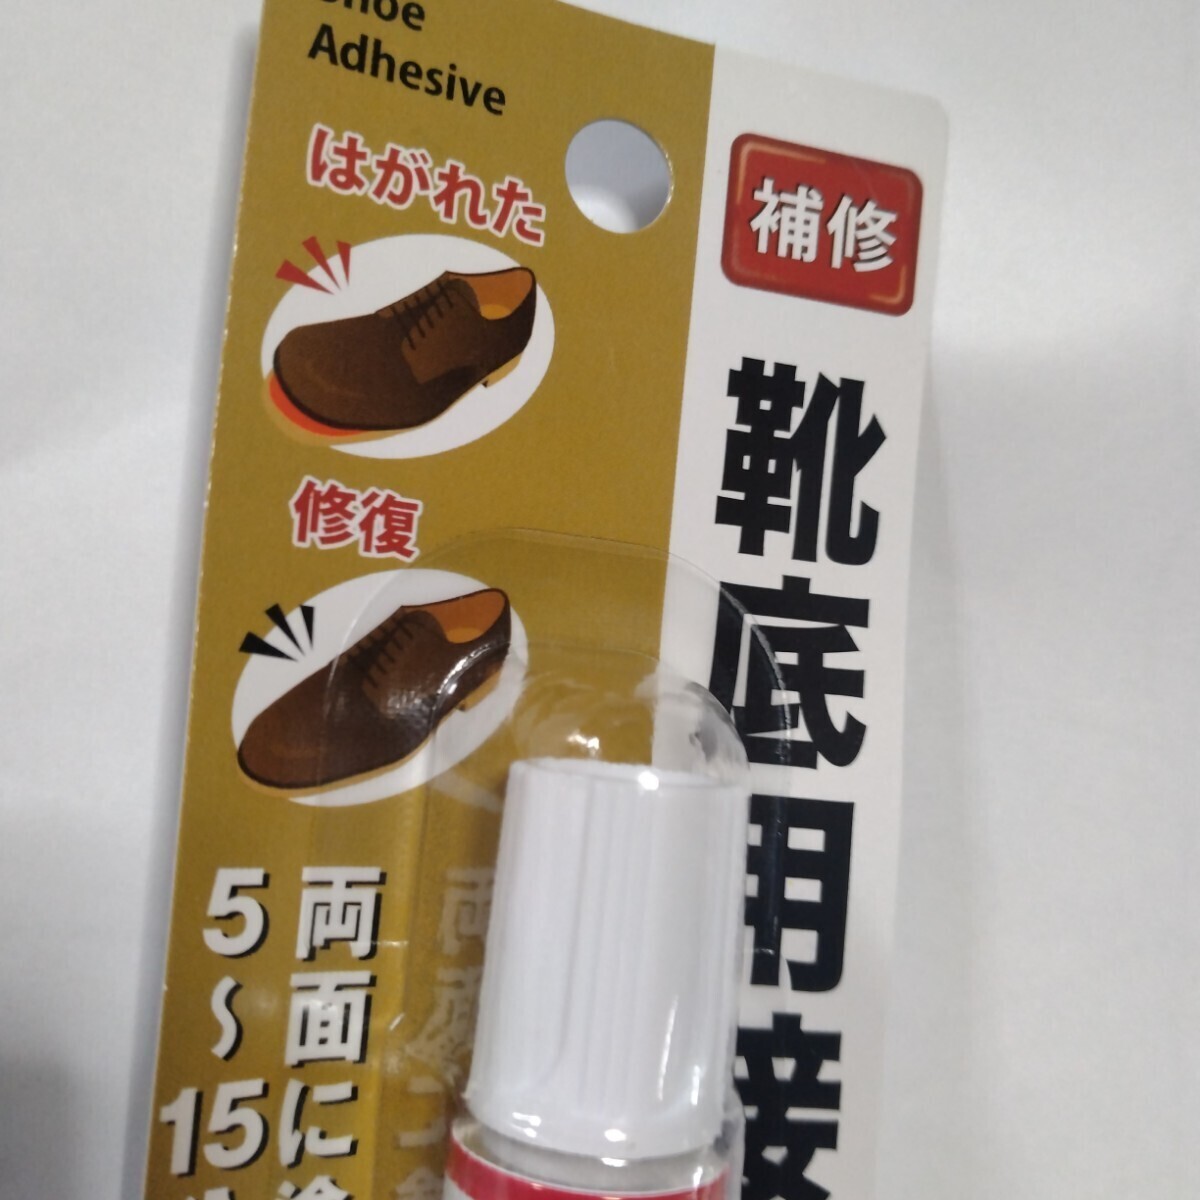 Shoe
Adhesive
はがれた
修復
補修
靴底用接
両面に塗
5～15